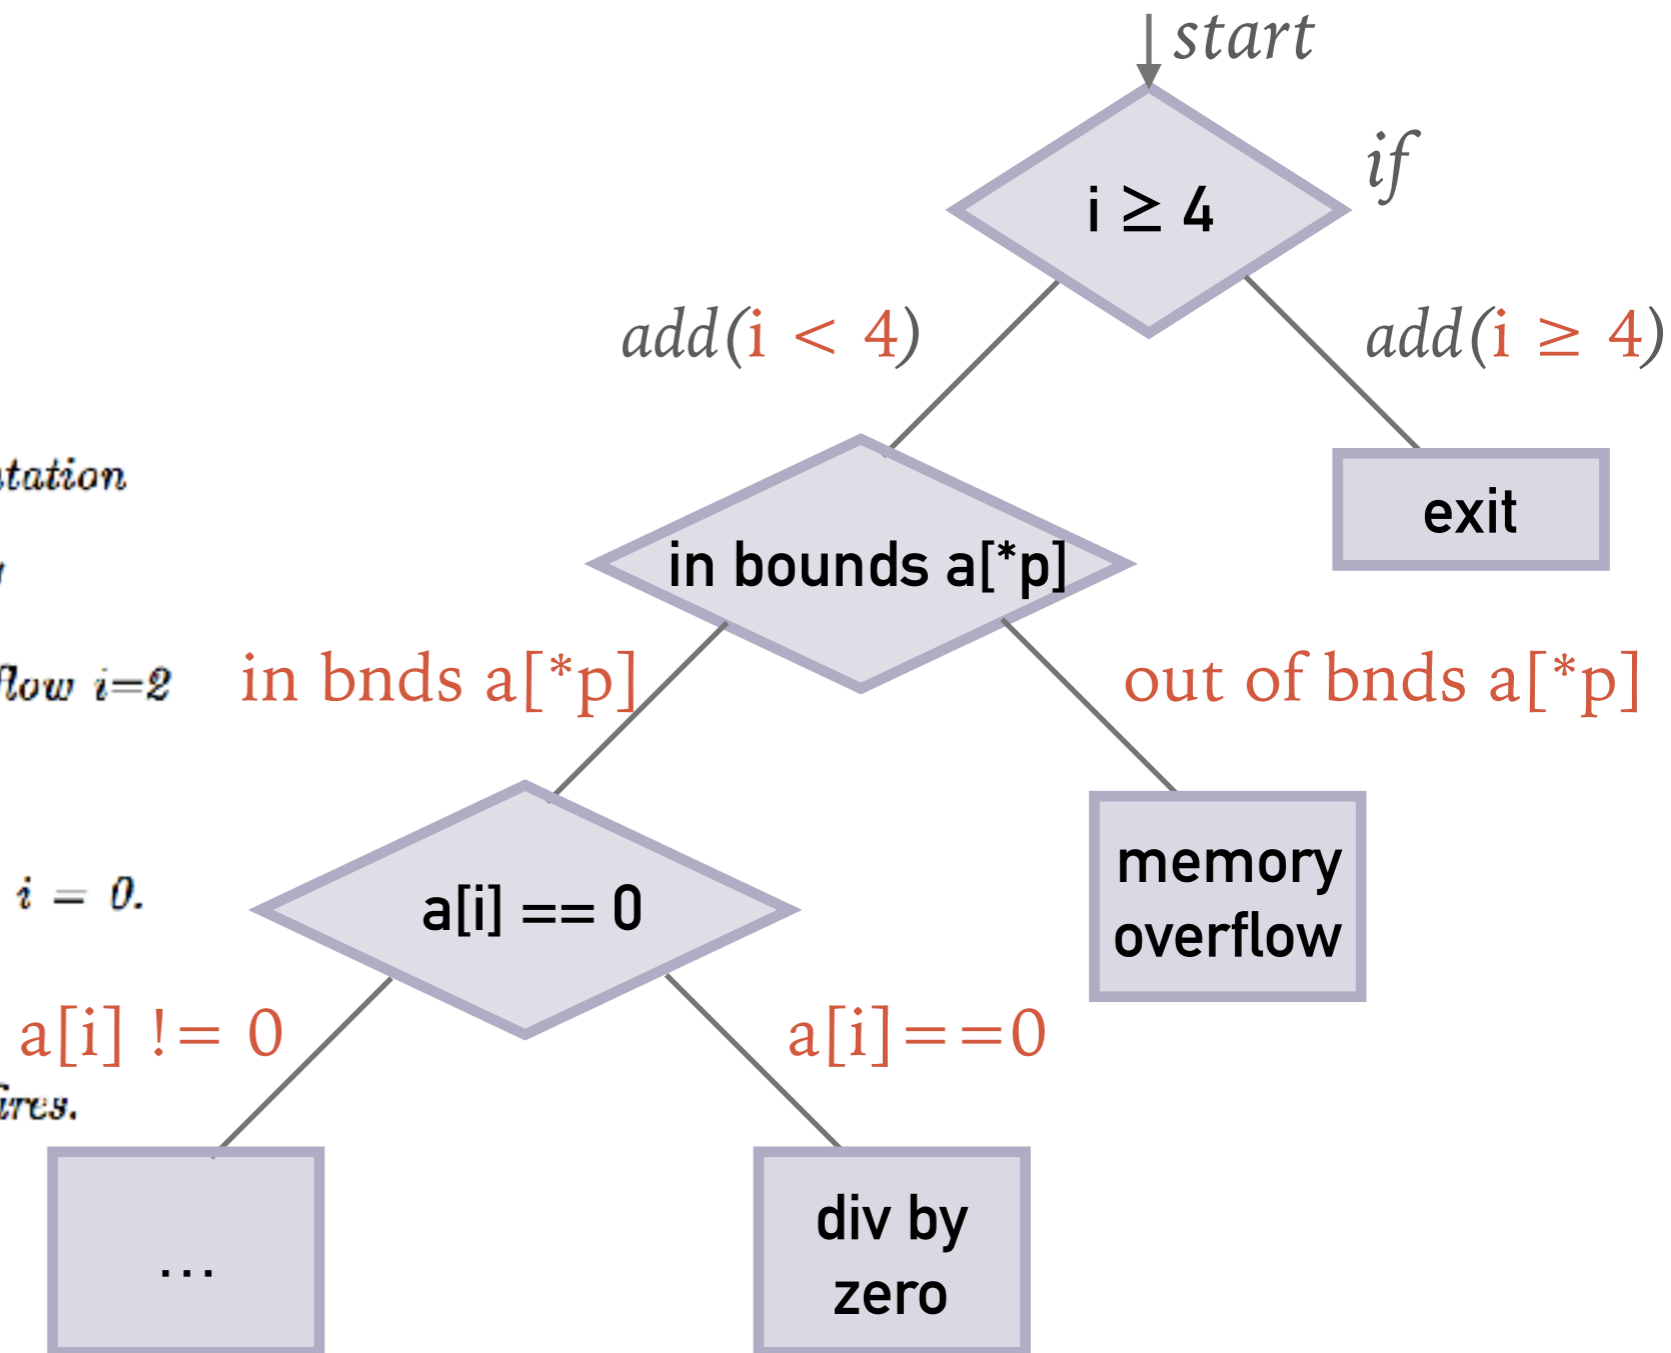 start
if
i ≥ 4
add(i < 4)
add(i ≥ 4)
exit
in bounds a[*p]
i=2
in bnds a[*p]
out of bnds a[*p]
memory
overflow
i = 0.
a[i] == 0
a[i] != 0
a[i]==0
div by
zero
...